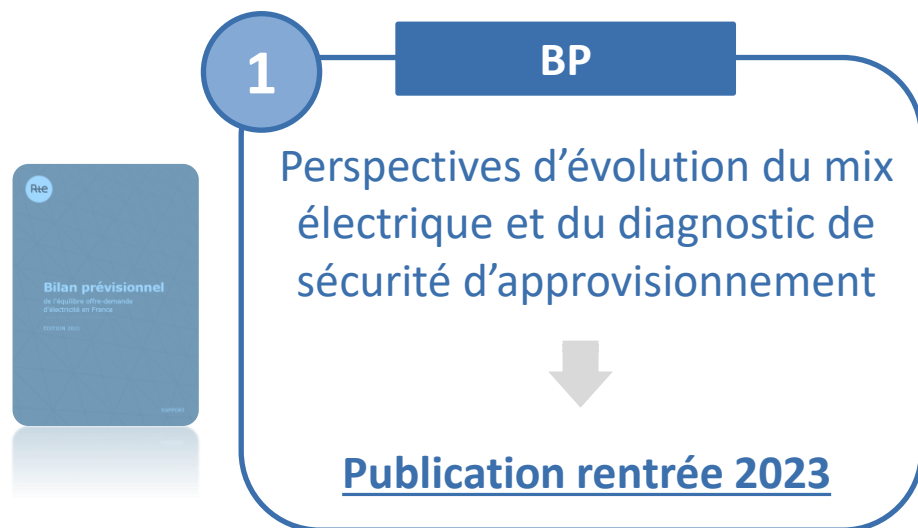 1
BP
Perspectives d’évolution du mix
électrique et du diagnostic de
sécurité d’approvisionnement
Publication rentrée 2023
Rte
Bilan prévisionnel
de l'équilibre offre-demande
d'électricité en France
RAPPORT